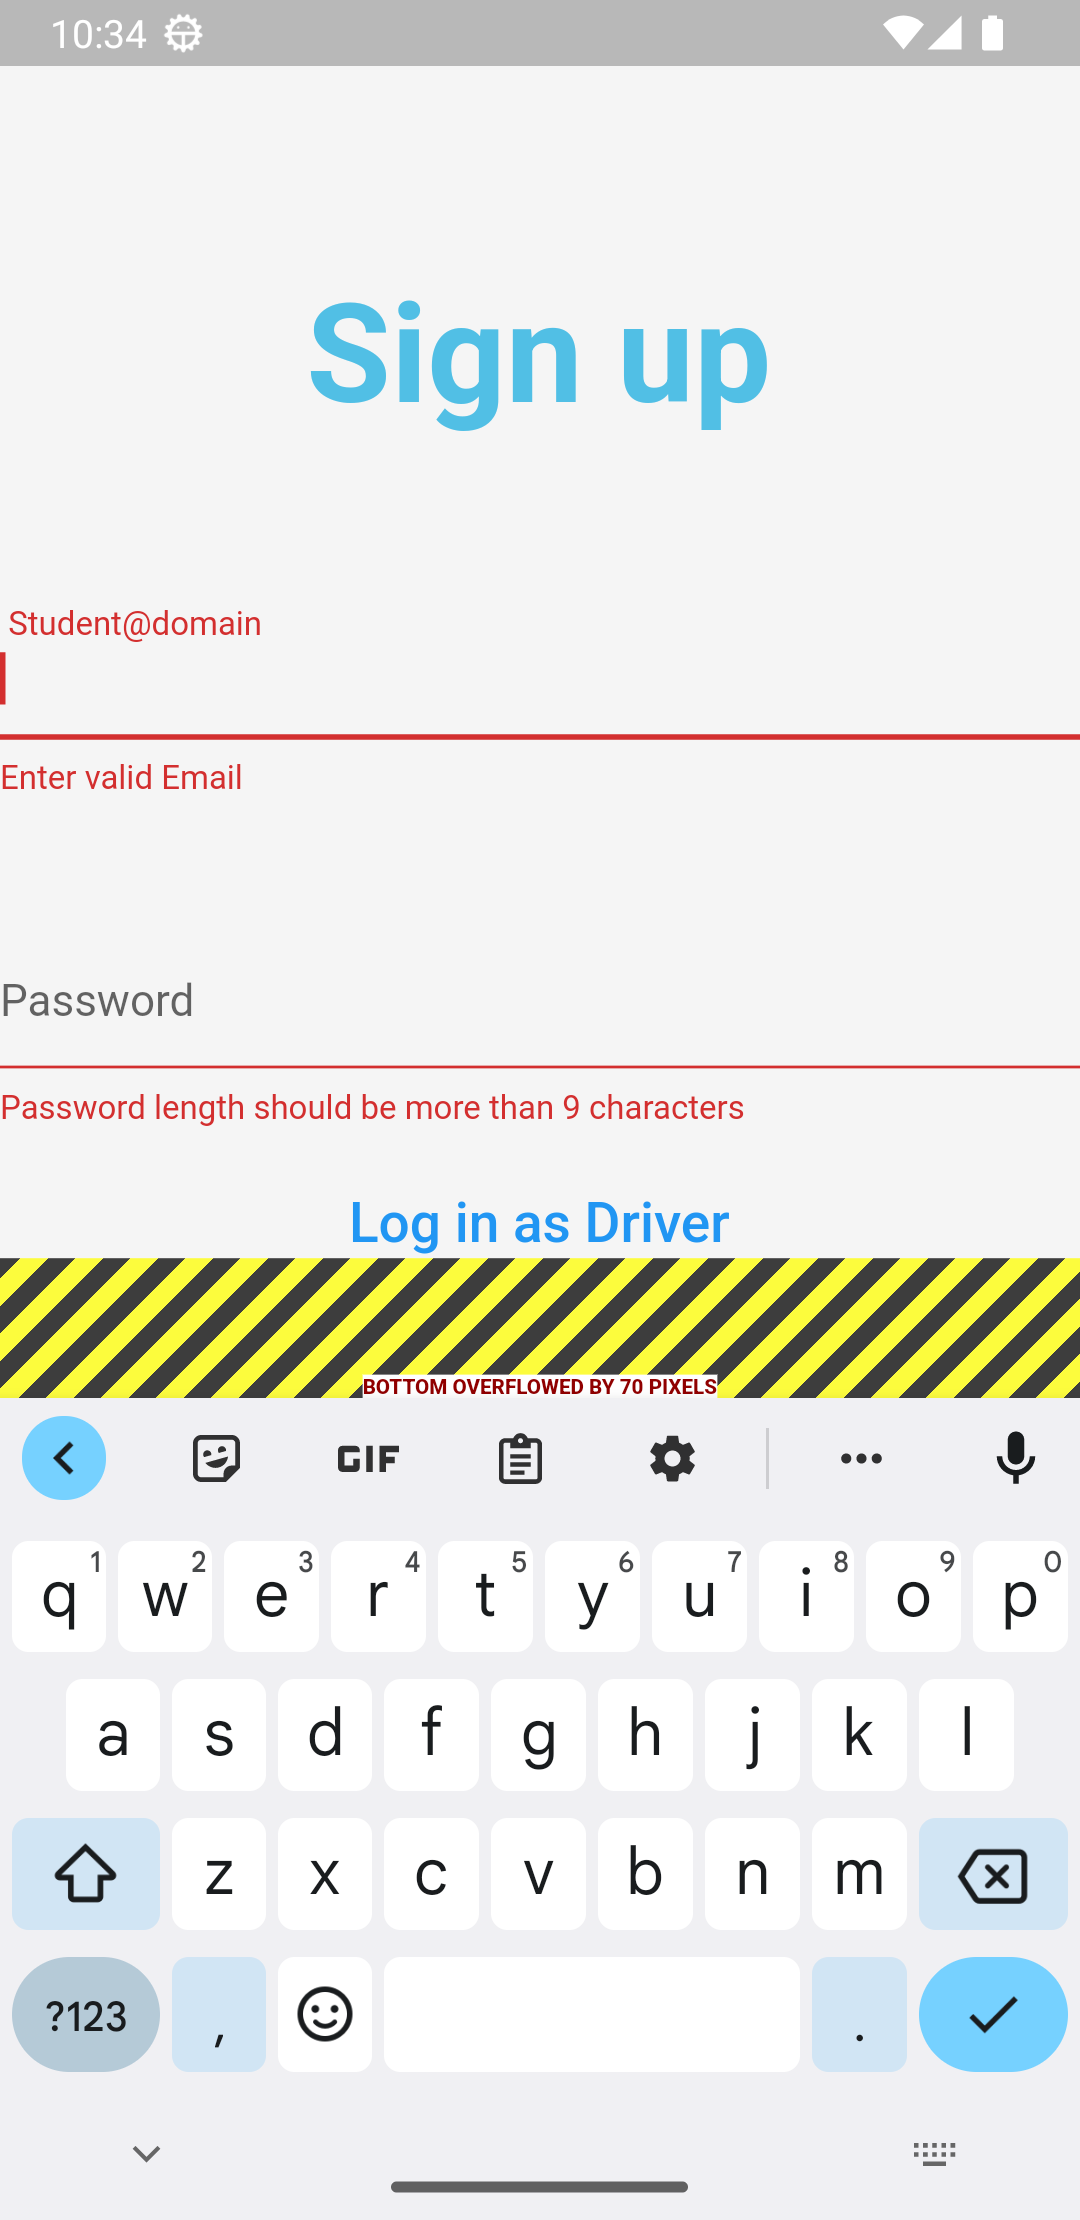 10:34
Sign up
Student@domain
Enter valid Email
Password
Password length should be more than 9 characters
Log in as Driver
BOTTOM OVERFLOWED BY 70 PIXELS
GIF
q 1 w 2 e 3 r 4 t 5 y 6 u 7 i 8 o 9 p 0
a s d f g h j k l
z x c v b n m
?123 , .